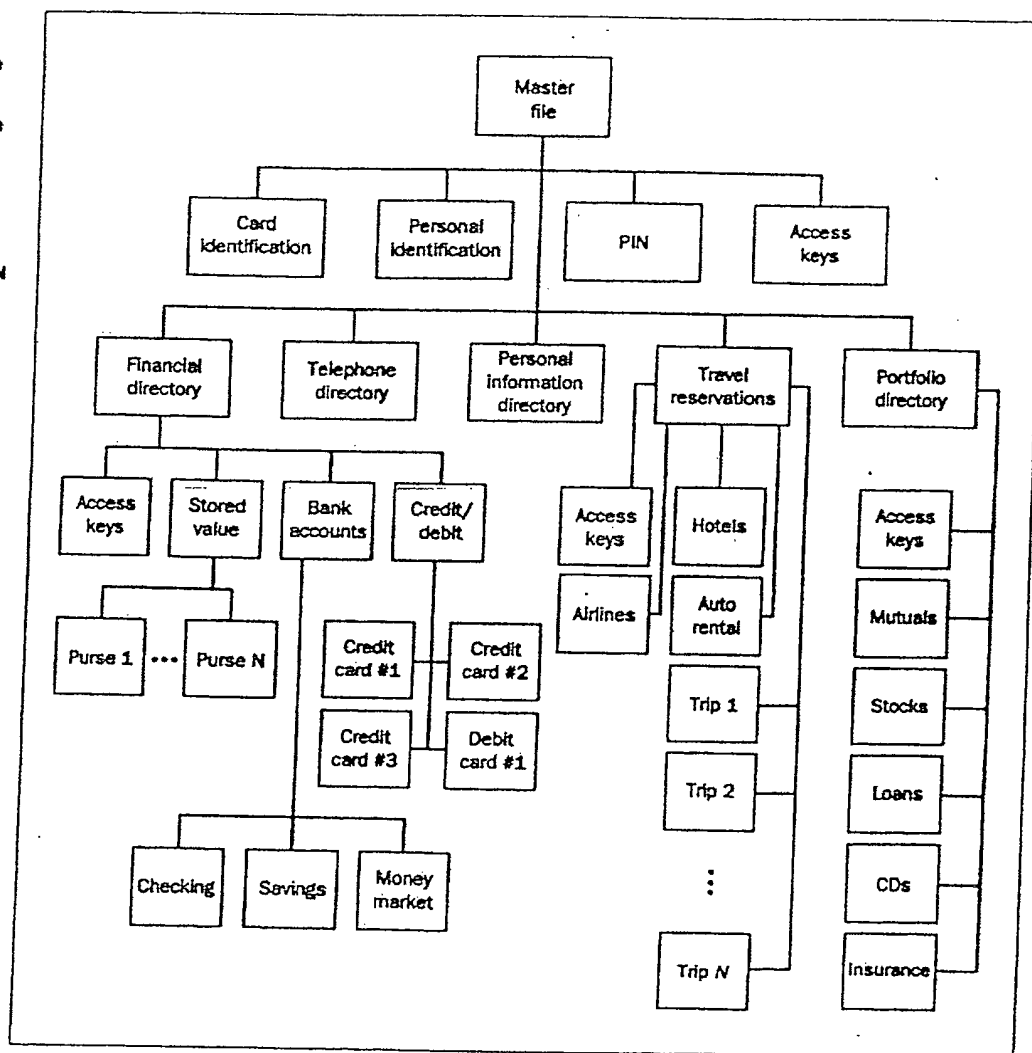 Master
file
Card
identification
Personal
identification
PIN
Access
keys
Financial
directory
Telephone
directory
Personal
information
directory
Travel
reservations
Portfolio
directory
Access
keys
Stored
value
Bank
accounts
Credit/
debit
Purse 1
•••
Purse N
Credit
card #1
Credit
card #2
Credit
card #3
Debit
card #1
Checking
Savings
Money
market
Access
keys
Hotels
Airlines
Auto
rental
Trip 1
Trip 2
Trip N
Access
keys
Mutuals
Stocks
Loans
CDs
Insurance